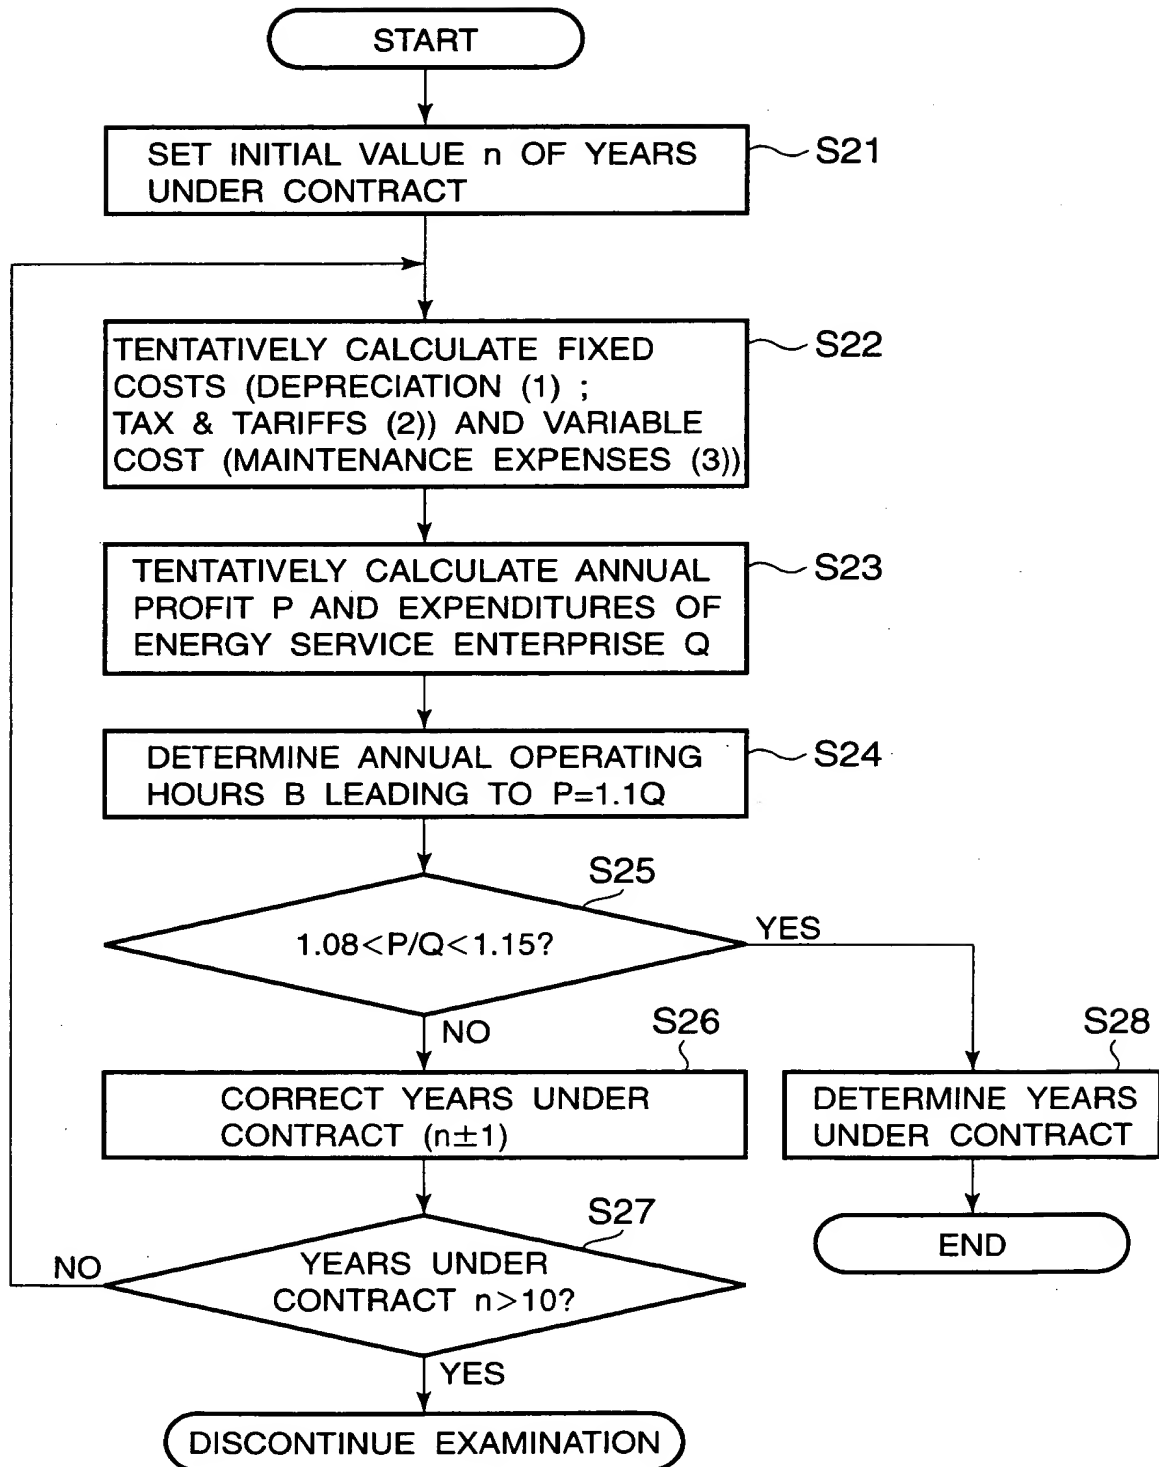 START
SET INITIAL VALUE n OF YEARS
UNDER CONTRACT
S21
TENTATIVELY CALCULATE FIXED
COSTS (DEPRECIATION (1) ;
TAX & TARIFFS (2)) AND VARIABLE
COST (MAINTENANCE EXPENSES (3))
S22
TENTATIVELY CALCULATE ANNUAL
PROFIT P AND EXPENDITURES OF
ENERGY SERVICE ENTERPRISE Q
S23
DETERMINE ANNUAL OPERATING
HOURS B LEADING TO P=1.1Q
S24
S25
1.08<P/Q<1.15?
YES
NO
S26
CORRECT YEARS UNDER
CONTRACT (n±1)
S28
DETERMINE YEARS
UNDER CONTRACT
S27
YEARS UNDER
CONTRACT n>10?
NO
END
YES
DISCONTINUE EXAMINATION